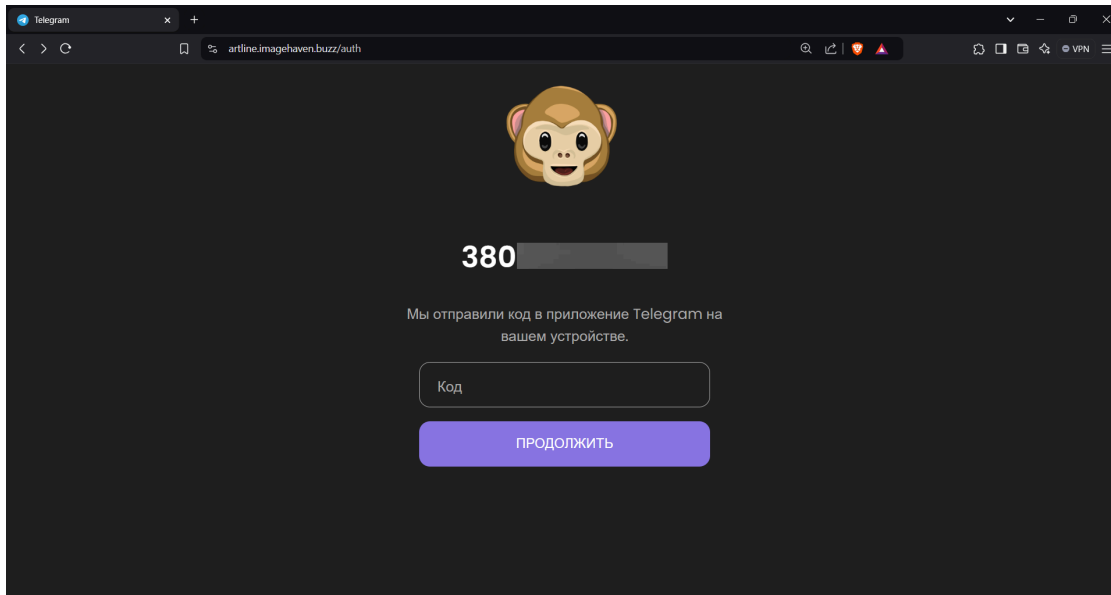 Telegram
artline.imagehaven.buzz/auth
VPN
380
Мы отправили код в приложение Telegram на
вашем устройстве.
Код
ПРОДОЛЖИТЬ